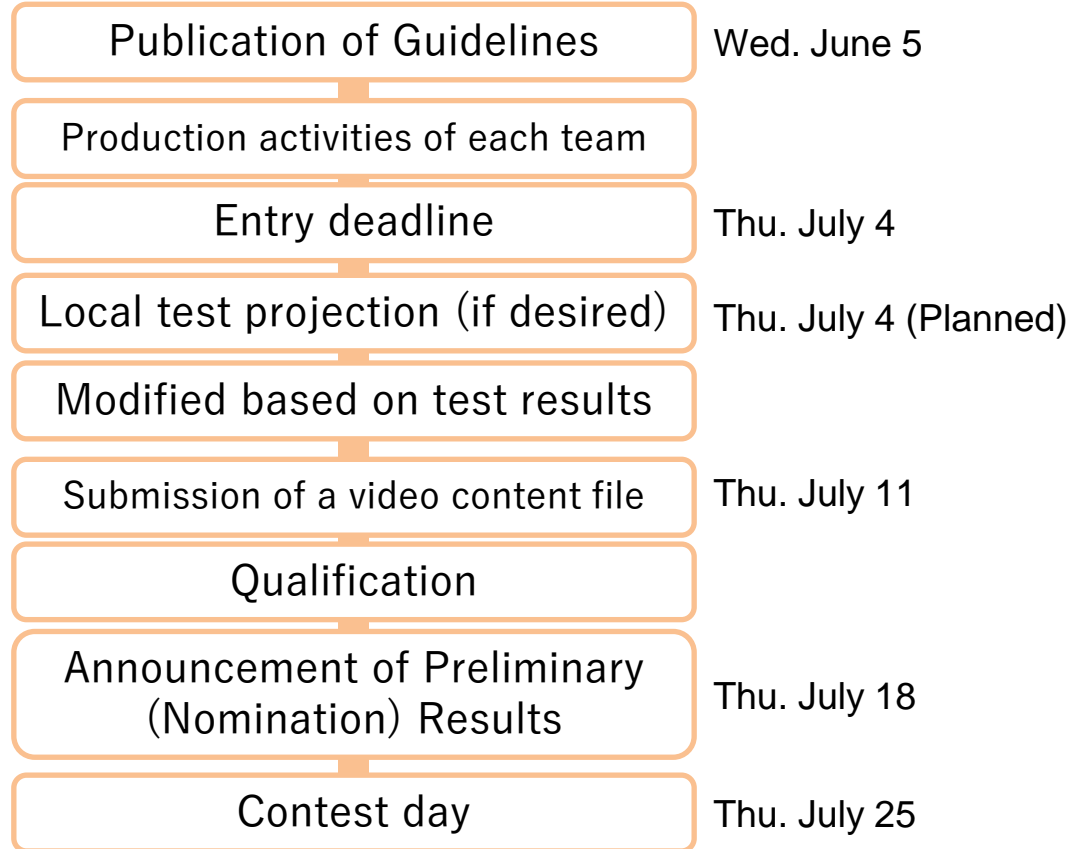 Publication of Guidelines
Wed. June 5
Production activities of each team
Entry deadline
Thu. July 4
Local test projection (if desired)
Thu. July 4 (Planned)
Modified based on test results
Submission of a video content file
Thu. July 11
Qualification
Announcement of Preliminary
(Nomination) Results
Thu. July 18
Contest day
Thu. July 25